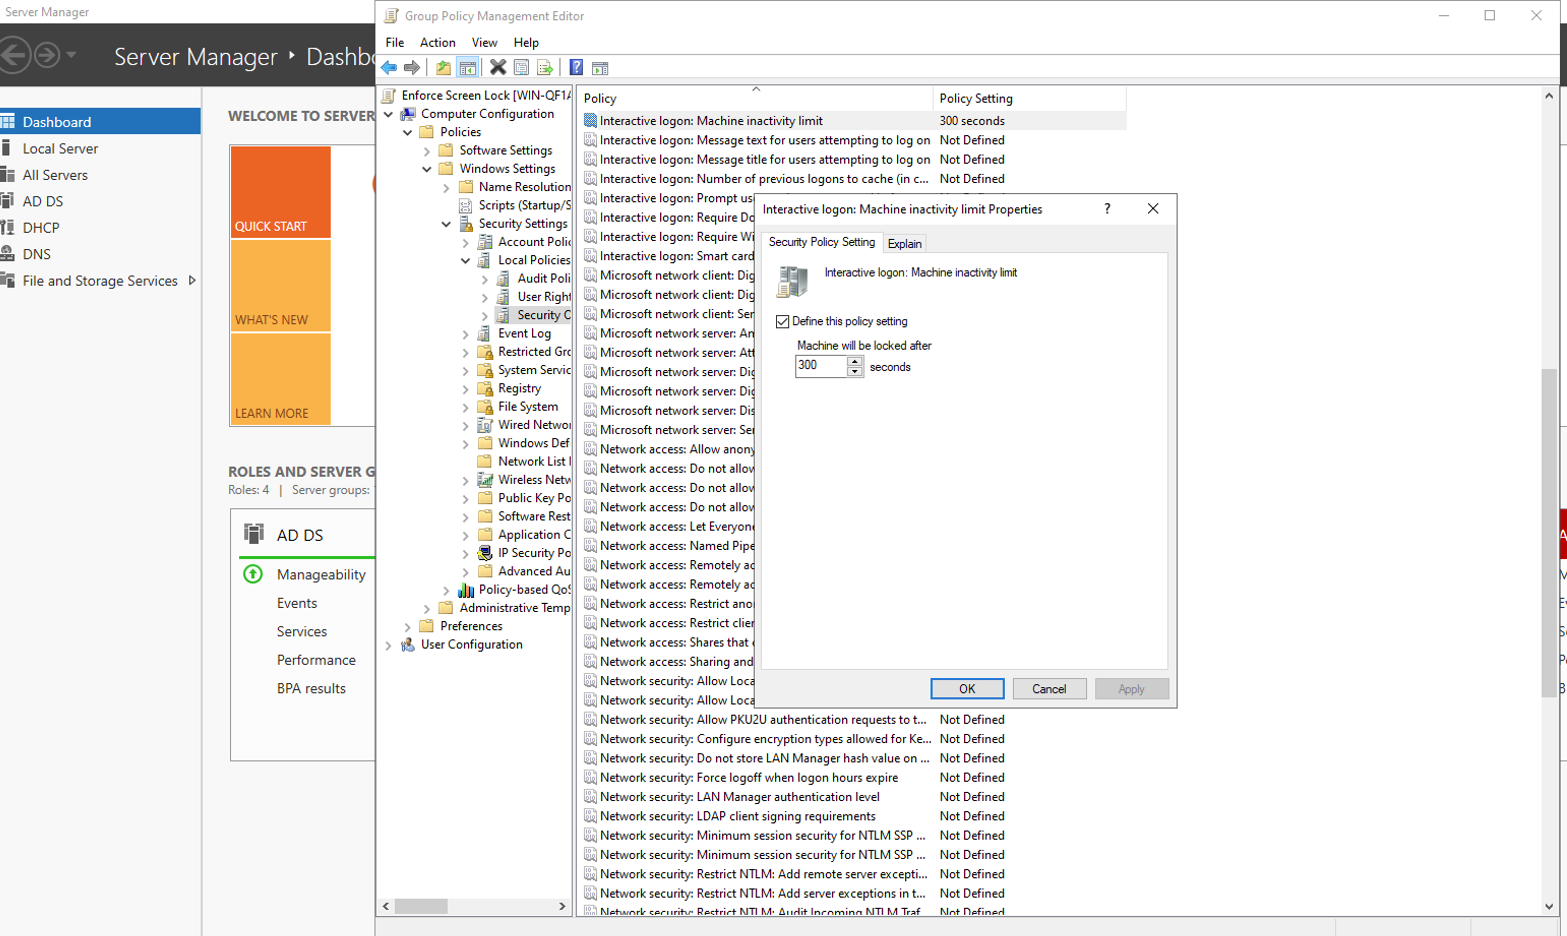 Server Manager
Server Manager
Dashbo
Dashboard
Local Server
All Servers
AD DS
DHCP
DNS
File and Storage Services
WELCOME TO SERVER
QUICK START
WHAT'S NEW
LEARN MORE
ROLES AND SERVER G
Roles: 4 | Server groups:
AD DS
Manageability
Events
Services
Performance
BPA results
Group Policy Management Editor
File Action View Help
Enforce Screen Lock [WIN-QF1A
Computer Configuration
Policies
Software Settings
Windows Settings
Name Resolution
Scripts (Startup/S
Security Settings
Account Polic
Local Policies
Audit Poli
User Right
Security O
Event Log
Restricted Gro
System Servic
Registry
File System
Wired Networ
Windows Def
Network List
Wireless Netw
Public Key Po
Software Rest
Application C
IP Security Po
Advanced Au
Policy-based QoS
Administrative Temp
Preferences
User Configuration
Policy Policy Setting
Interactive logon: Machine inactivity limit 300 seconds
Interactive logon: Message text for users attempting to log on Not Defined
Interactive logon: Message title for users attempting to log on Not Defined
Interactive logon: Number of previous logons to cache (in c... Not Defined
Interactive logon: Prompt use
Interactive logon: Require Do
Interactive logon: Require Wi
Interactive logon: Smart card
Microsoft network client: Dig
Microsoft network client: Dig
Microsoft network client: Sen
Microsoft network server: Am
Microsoft network server: Att
Microsoft network server: Dig
Microsoft network server: Dig
Microsoft network server: Dis
Microsoft network server: Ser
Network access: Allow anony
Network access: Do not allow
Network access: Do not allow
Network access: Do not allow
Network access: Let Everyone
Network access: Named Pipe
Network access: Remotely ac
Network access: Remotely ac
Network access: Restrict anon
Network access: Restrict clien
Network access: Shares that
Network access: Sharing and
Network security: Allow Loca
Network security: Allow Loca
Network security: Allow PKU2U authentication requests to t... Not Defined
Network security: Configure encryption types allowed for Ke... Not Defined
Network security: Do not store LAN Manager hash value on ... Not Defined
Network security: Force logoff when logon hours expire Not Defined
Network security: LAN Manager authentication level Not Defined
Network security: LDAP client signing requirements Not Defined
Network security: Minimum session security for NTLM SSP ... Not Defined
Network security: Minimum session security for NTLM SSP ... Not Defined
Network security: Restrict NTLM: Add remote server excepti... Not Defined
Network security: Restrict NTLM: Add server exceptions in t... Not Defined
Network security: Restrict NTLM: Audit Incoming NTLM Traf Not Defined
Interactive logon: Machine inactivity limit Properties
Security Policy Setting Explain
Interactive logon: Machine inactivity limit
Define this policy setting
Machine will be locked after
300 seconds
OK Cancel Apply